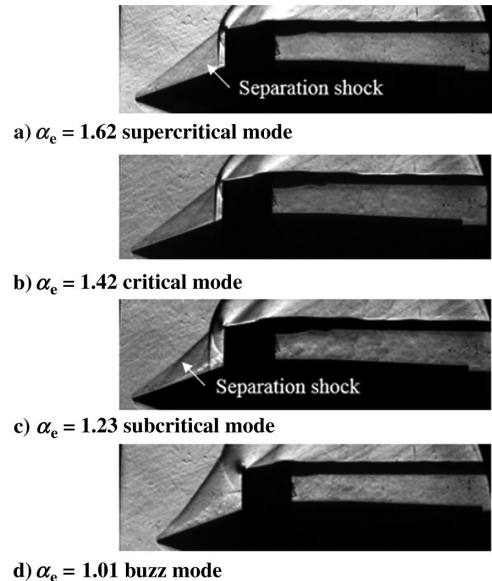 Separation shock
a) αe = 1.62 supercritical mode
b) αe = 1.42 critical mode
Separation shock
c) αe = 1.23 subcritical mode
d) αe = 1.01 buzz mode